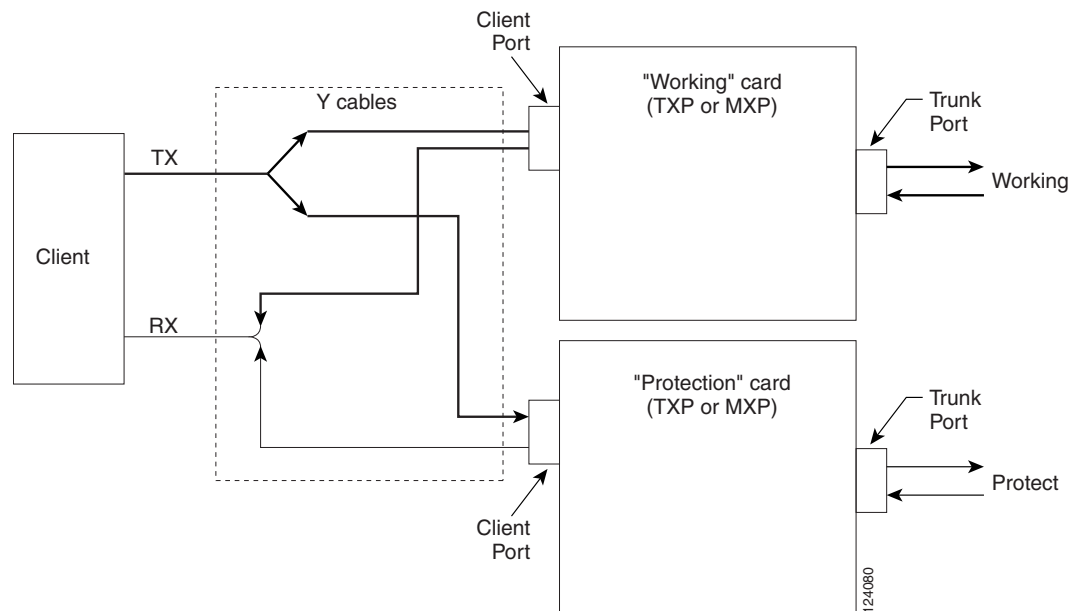 Client
Port
"Working" card
(TXP or MXP)
Trunk
Port
Y cables
TX
Working
Client
RX
"Protection" card
(TXP or MXP)
Trunk
Port
Protect
Client
Port
124080